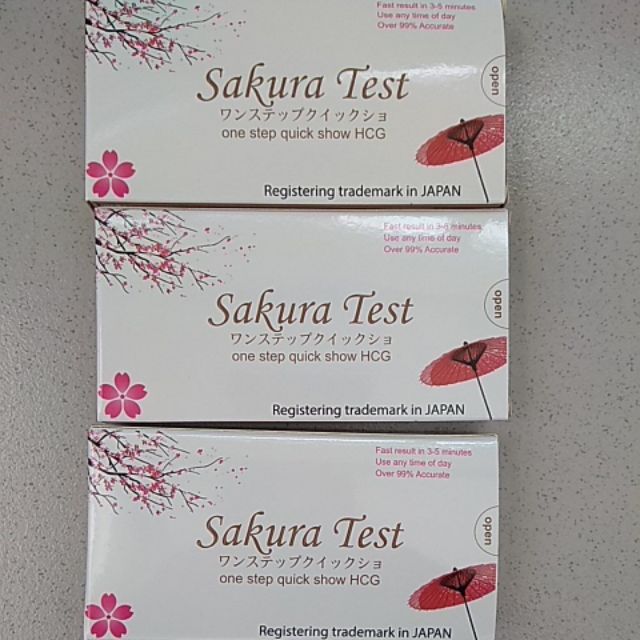 Fast result in 3-5 minutes
Use any time of day
Over 99% Accurate
open
Sakura Test
ワンステップクイックショ
one step quick show HCG
Registering trademark in JAPAN
Fast result in 3-5 minutes
Use any time of day
Over 99% Accurate
open
Sakura Test
ワンステップクイックショ
one step quick show HCG
Registering trademark in JAPAN
Fast result in 3-5 minutes
Use any time of day
Over 99% Accurate
open
Sakura Test
ワンステップクイックショ
one step quick show HCG
Registering trademark in JAPAN